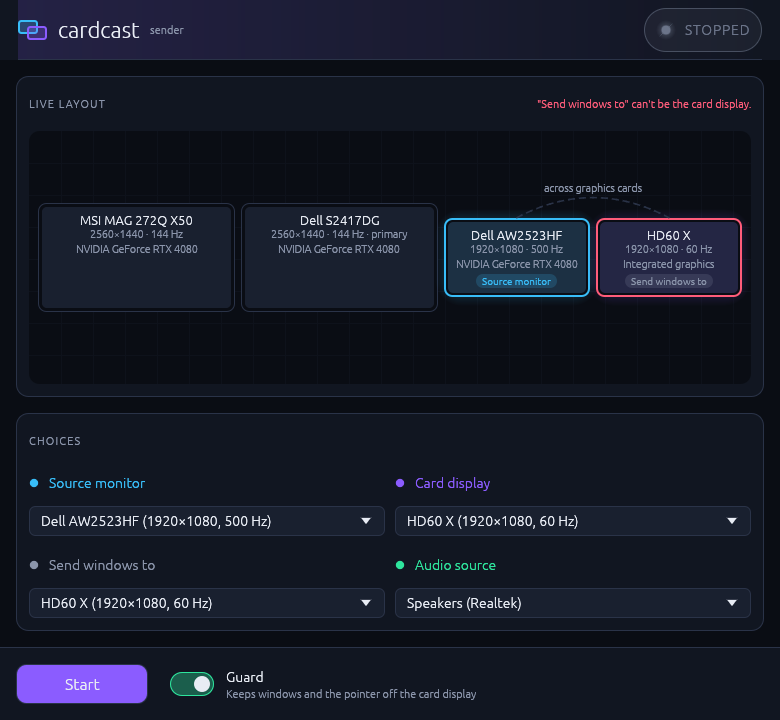 cardcast sender
STOPPED
LIVE LAYOUT
"Send windows to" can't be the card display.
across graphics cards
MSI MAG 272Q X50
2560×1440 · 144 Hz
NVIDIA GeForce RTX 4080
Dell S2417DG
2560×1440 · 144 Hz · primary
NVIDIA GeForce RTX 4080
Dell AW2523HF
1920×1080 · 500 Hz
NVIDIA GeForce RTX 4080
Source monitor
HD60 X
1920×1080 · 60 Hz
Integrated graphics
Send windows to
CHOICES
Source monitor
Dell AW2523HF (1920×1080, 500 Hz)
Card display
HD60 X (1920×1080, 60 Hz)
Send windows to
HD60 X (1920×1080, 60 Hz)
Audio source
Speakers (Realtek)
Start
Guard
Keeps windows and the pointer off the card display